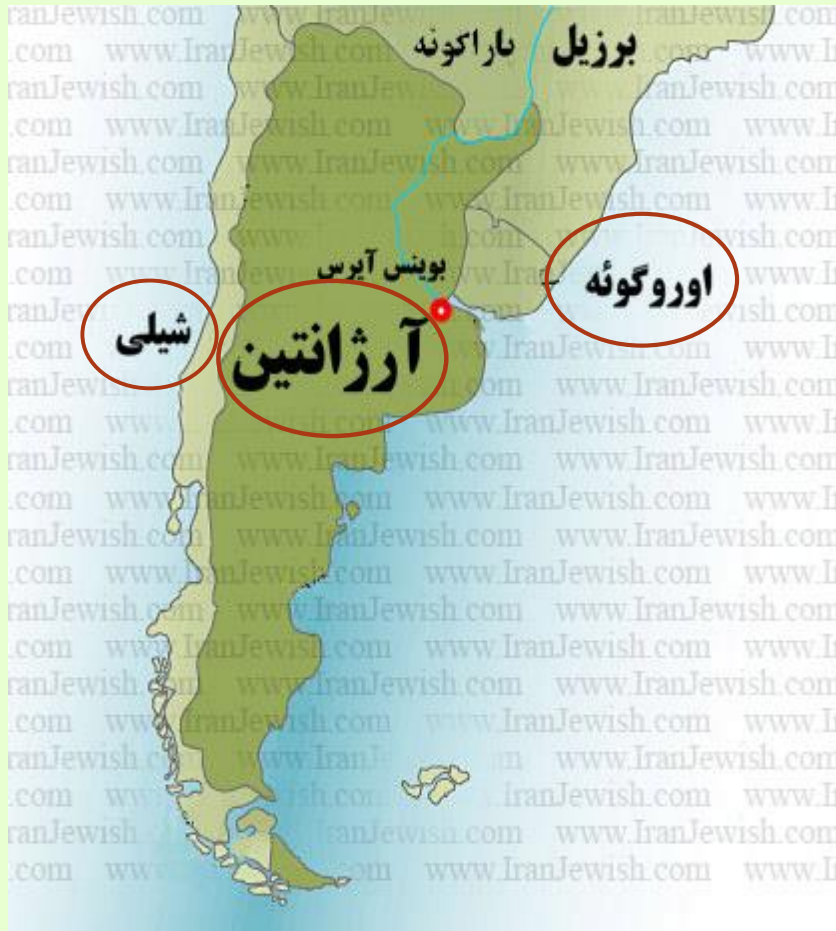 برزیل
پاراگوئه
بوینس آیرس
اوروگوئه
شیلی
آرژانتین
www.IranJewish.com